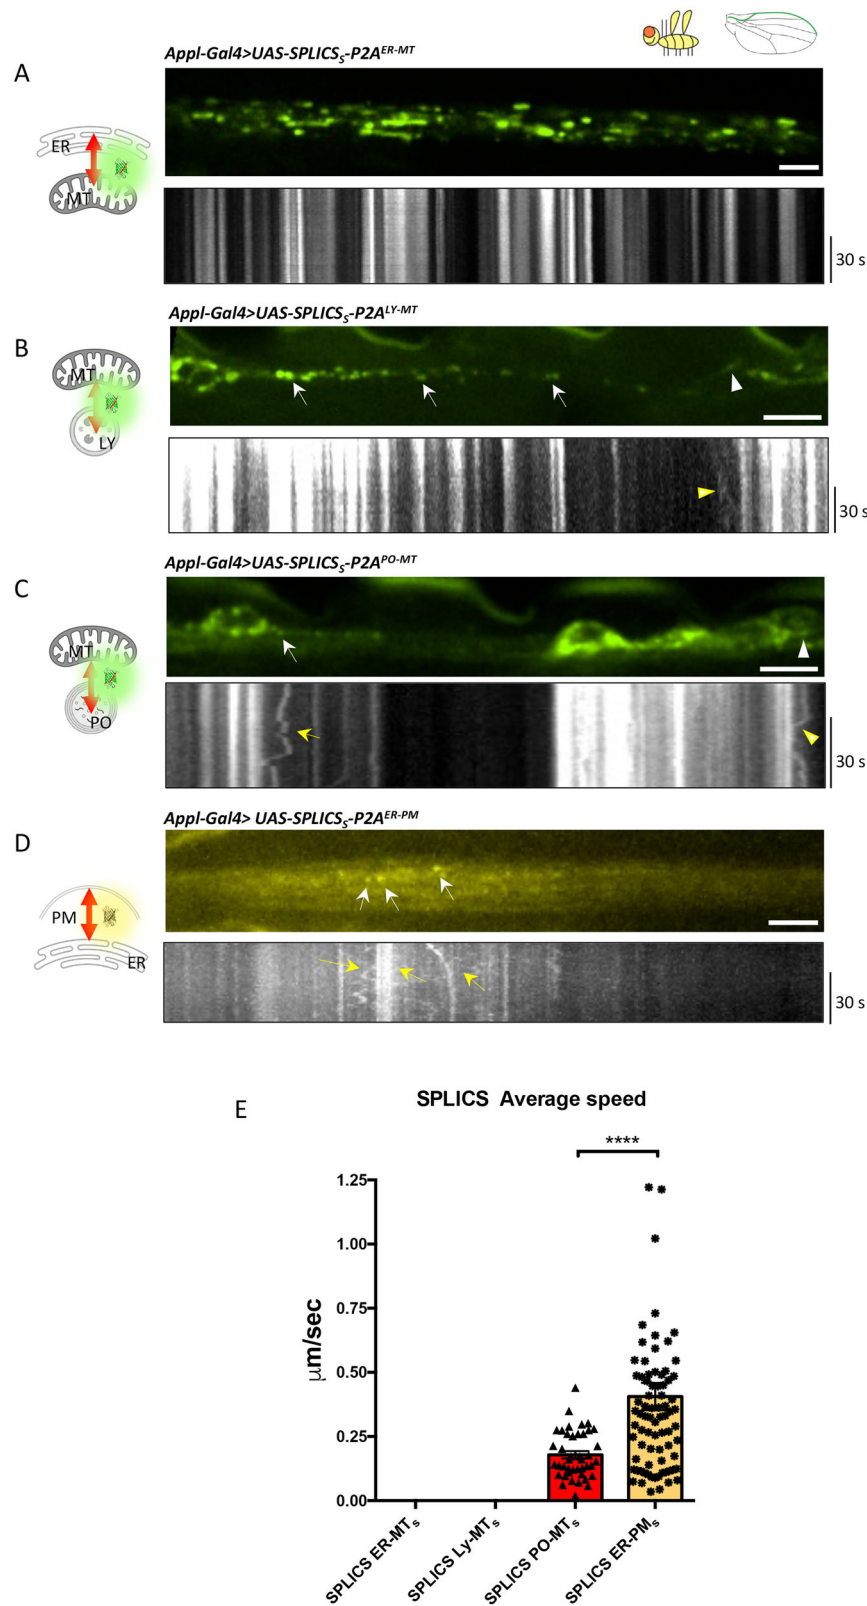 Appl-Gal4>UAS-SPLICSS-P2AER-MT
A
ER
MT
30 s
Appl-Gal4>UAS-SPLICSS-P2ALY-MT
B
MT
LY
30 s
Appl-Gal4>UAS-SPLICSS-P2APO-MT
C
MT
PO
30 s
Appl-Gal4> UAS-SPLICSS-P2AER-PM
D
PM
ER
30 s
E
SPLICS Average speed
****
1.25
1.00
0.75
0.50
0.25
0.00
μm/sec
SPLICS ER-MTs
SPLICS Ly-MTs
SPLICS PO-MTs
SPLICS ER-PMs